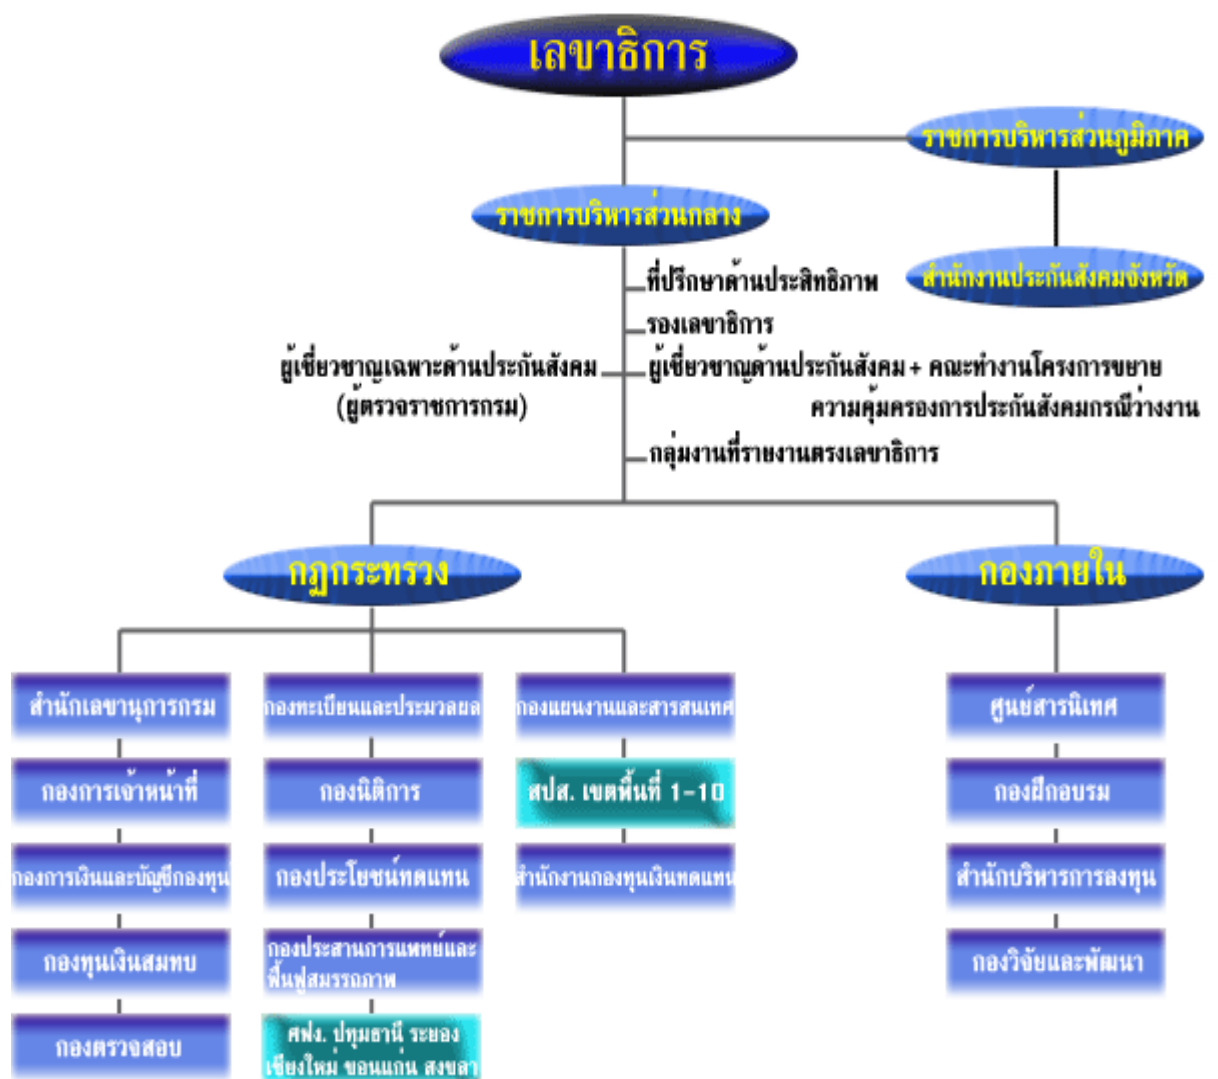 เลขาธิการ
ราชการบริหารส่วนภูมิภาค
ราชการบริหารส่วนกลาง
สำนักงานประกันสังคมจังหวัด
ที่ปรึกษาด้านประสิทธิภาพ
รองเลขาธิการ
ผู้เชี่ยวชาญเฉพาะด้านประกันสังคม
(ผู้ตรวจราชการกรม)
ผู้เชี่ยวชาญด้านประกันสังคม + คณะทำงานโครงการขยาย
ความคุ้มครองการประกันสังคมกรณีว่างงาน
กลุ่มงานที่รายงานตรงเลขาธิการ
กฎกระทรวง
กองภายใน
สำนักเลขานุการกรม
กองทะเบียนและประมวลผล
กองแผนงานและสารสนเทศ
ศูนย์สารนิเทศ
กองการเจ้าหน้าที่
กองนิติการ
สปส. เขตพื้นที่ 1-10
กองฝึกอบรม
กองการเงินและบัญชีกองทุน
กองประโยชน์ทดแทน
สำนักงานกองทุนเงินทดแทน
สำนักบริหารการลงทุน
กองทุนเงินสมทบ
กองประสานการแพทย์และ
ฟื้นฟูสมรรถภาพ
กองวิจัยและพัฒนา
กองตรวจสอบ
ศฟง. ปทุมธานี ระยอง
เชียงใหม่ ขอนแก่น สงขลา